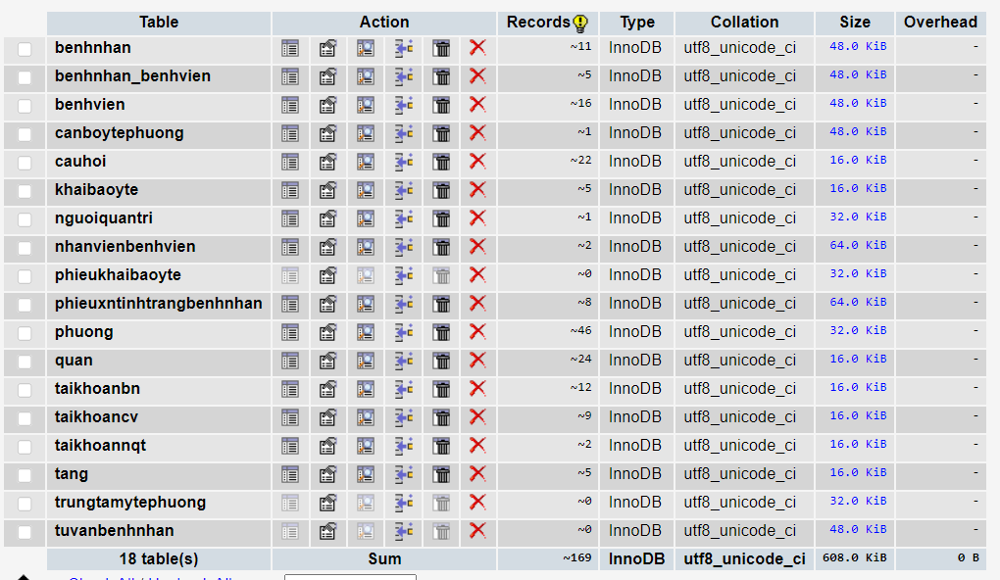 Table Action Records Type Collation Size Overhead
benhnhan ~11 InnoDB utf8_unicode_ci 48.0 KiB -
benhnhan_benhvien ~5 InnoDB utf8_unicode_ci 48.0 KiB -
benhvien ~16 InnoDB utf8_unicode_ci 48.0 KiB -
canboytephuong ~1 InnoDB utf8_unicode_ci 48.0 KiB -
cauhoi ~22 InnoDB utf8_unicode_ci 16.0 KiB -
khaibaoyte ~5 InnoDB utf8_unicode_ci 16.0 KiB -
nguoiquantri ~1 InnoDB utf8_unicode_ci 32.0 KiB -
nhanvienbenhvien ~2 InnoDB utf8_unicode_ci 64.0 KiB -
phieukhaibaoyte ~0 InnoDB utf8_unicode_ci 32.0 KiB -
phieuxntinhtrangbenhnhan ~8 InnoDB utf8_unicode_ci 64.0 KiB -
phuong ~46 InnoDB utf8_unicode_ci 32.0 KiB -
quan ~24 InnoDB utf8_unicode_ci 16.0 KiB -
taikhoanbn ~12 InnoDB utf8_unicode_ci 16.0 KiB -
taikhoancv ~9 InnoDB utf8_unicode_ci 16.0 KiB -
taikhoannqt ~2 InnoDB utf8_unicode_ci 16.0 KiB -
tang ~5 InnoDB utf8_unicode_ci 16.0 KiB -
trungtamytephuong ~0 InnoDB utf8_unicode_ci 32.0 KiB -
tuvanbenhnhan ~0 InnoDB utf8_unicode_ci 48.0 KiB -
18 table(s) Sum ~169 InnoDB utf8_unicode_ci 608.0 KiB 0 B